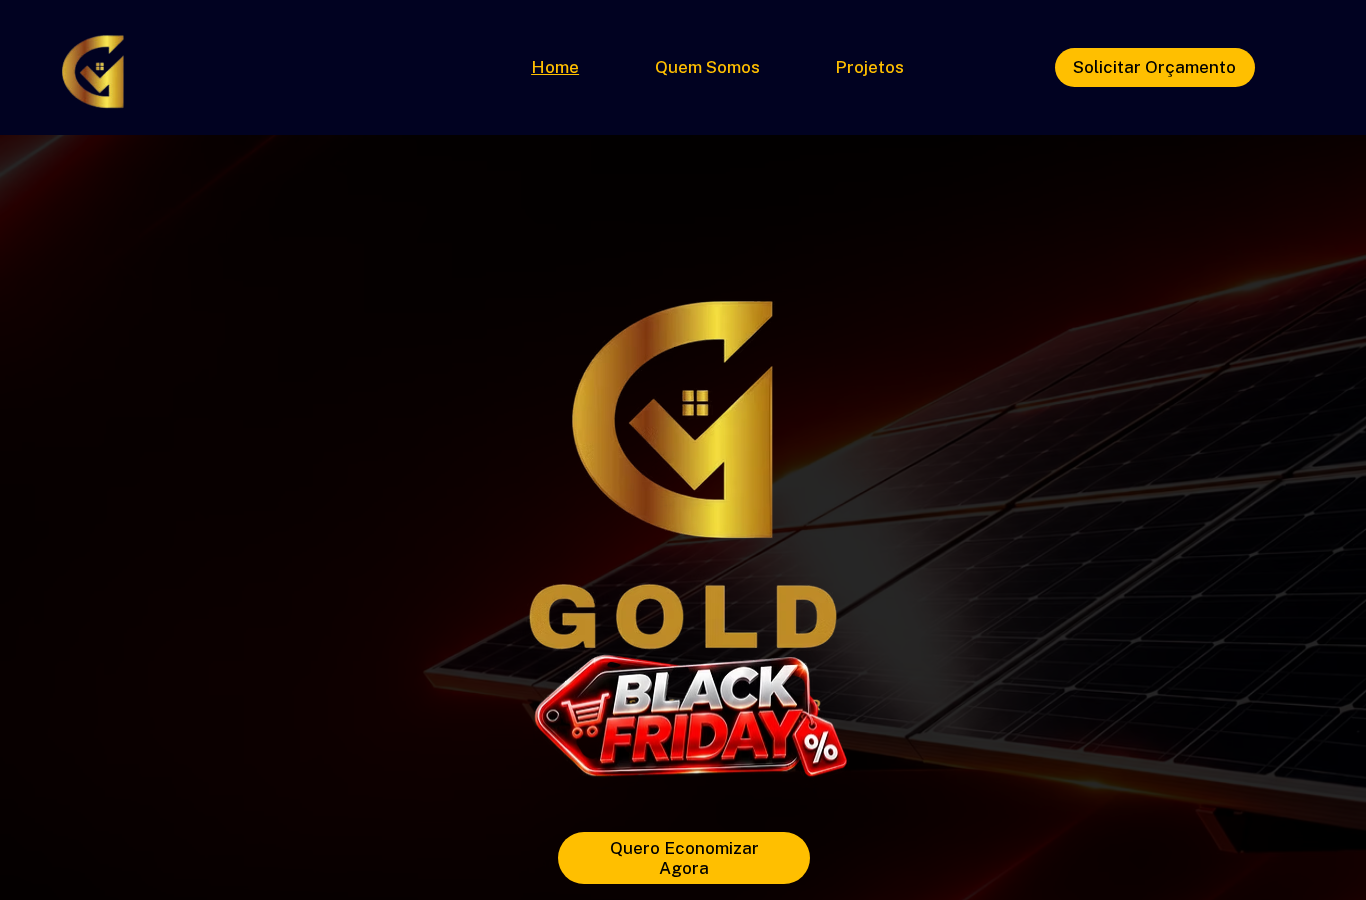 Home
Quem Somos
Projetos
Solicitar Orçamento
GOLD
BLACK
FRIDAY
%
Quero Economizar
Agora